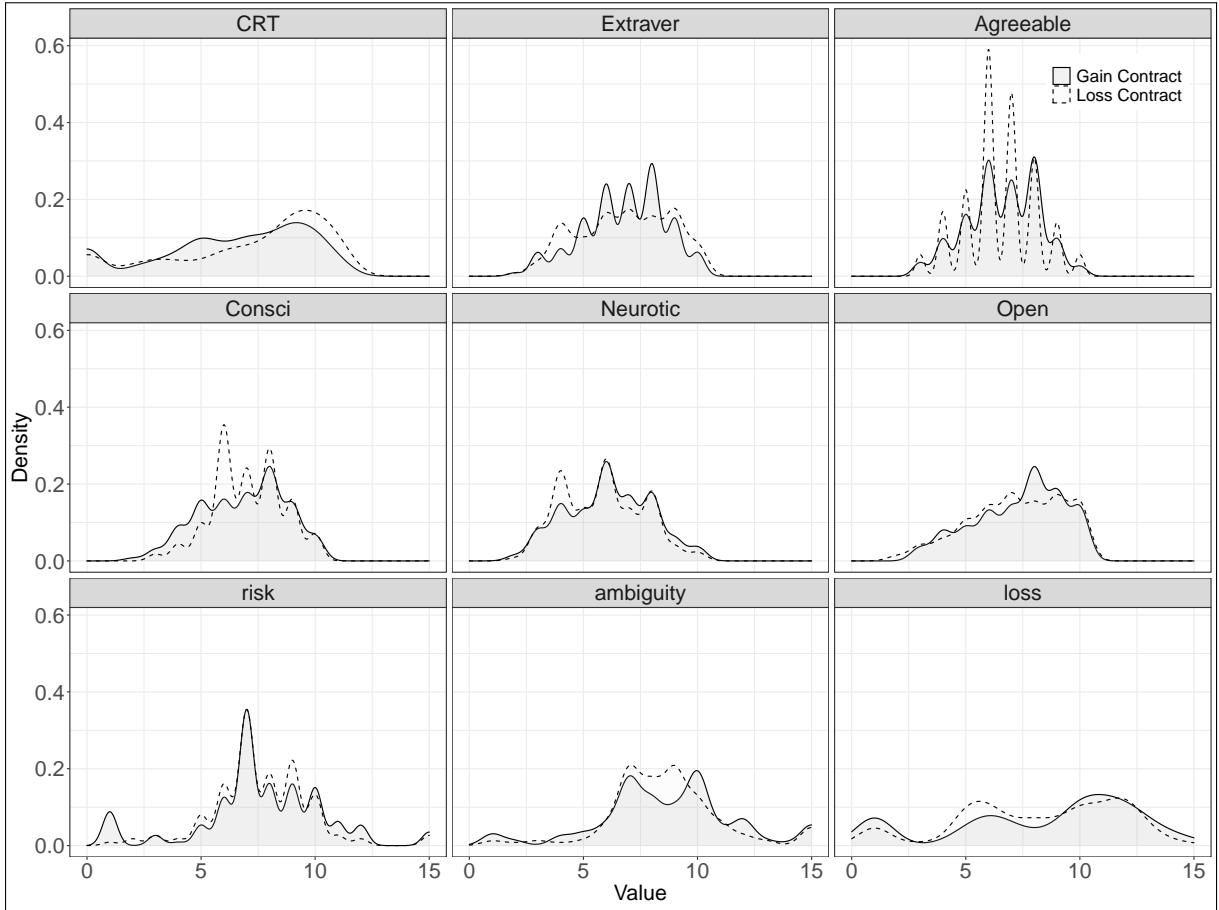 CRT Extraver Agreeable
0.6
Gain Contract
Loss Contract
0.4
0.2
0.0
Consci Neurotic Open
0.6
0.4
Density
0.2
0.0
risk ambiguity loss
0.6
0.4
0.2
0.0
0 5 10 15 0 5 10 15 0 5 10 15
Value